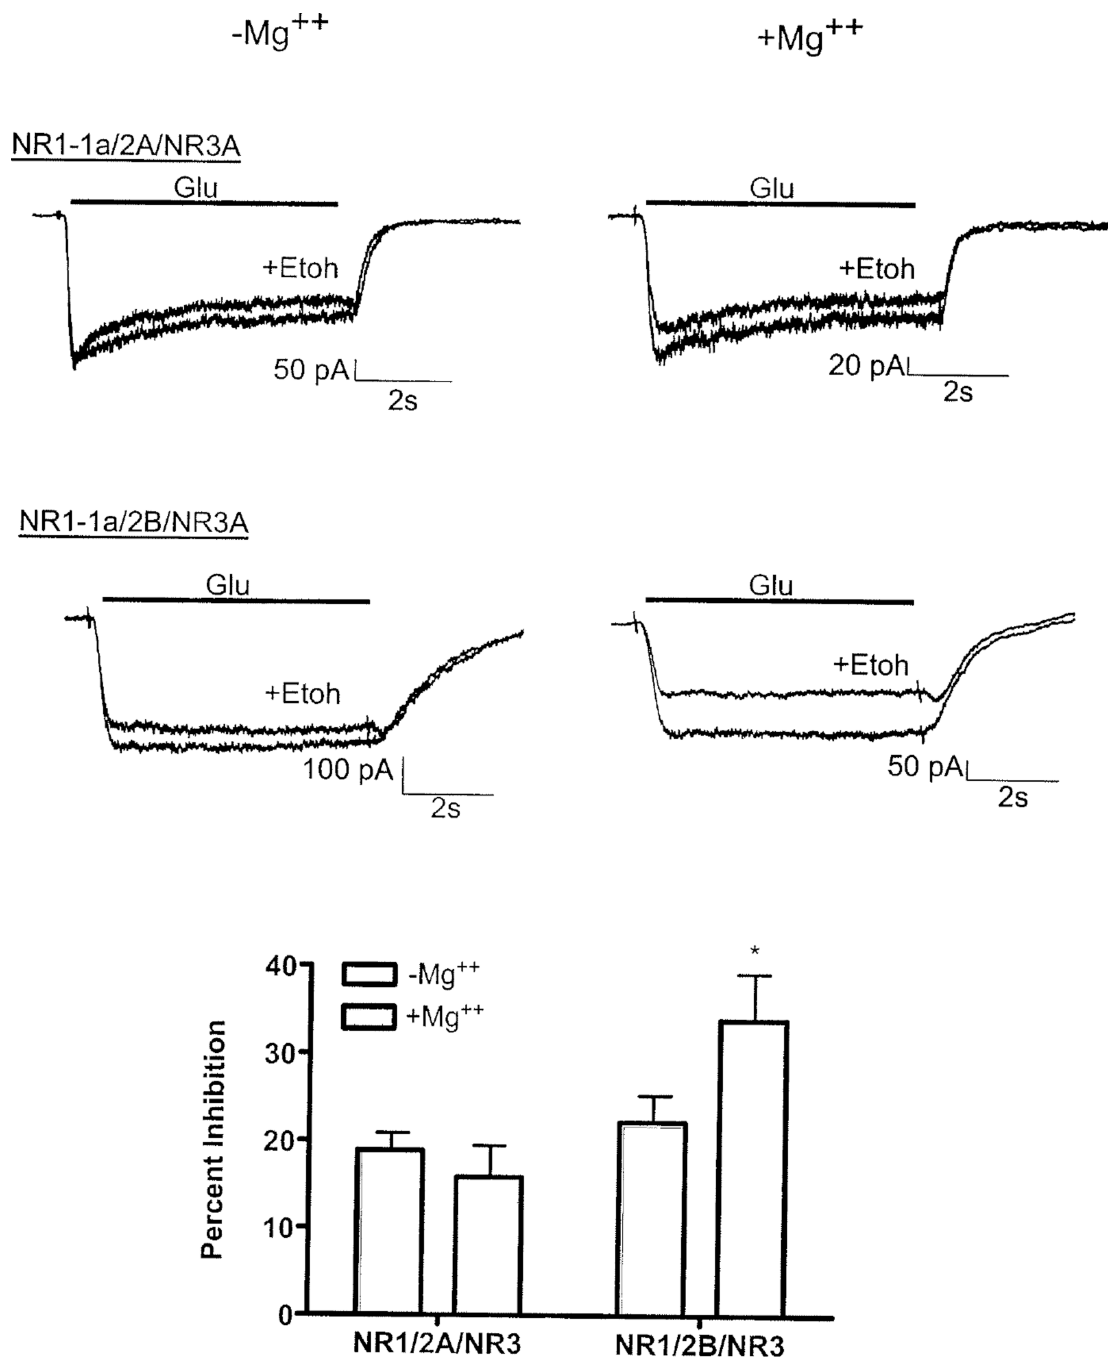 -Mg++
+Mg++
NR1-1a/2A/NR3A
Glu
+Etoh
50 pA
2s
Glu
+Etoh
20 pA
2s
NR1-1a/2B/NR3A
Glu
+Etoh
100 pA
2s
Glu
+Etoh
50 pA
2s
Percent Inhibition
40
30
20
10
0
-Mg++
+Mg++
*
NR1/2A/NR3
NR1/2B/NR3